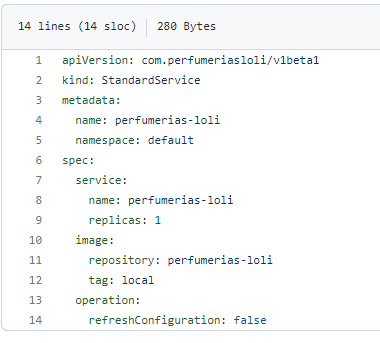 14 lines (14 sloc) 280 Bytes
1 apiVersion: com.perfumeriasloli/v1beta1
2 kind: StandardService
3 metadata:
4   name: perfumerias-loli
5   namespace: default
6 spec:
7   service:
8     name: perfumerias-loli
9     replicas: 1
10   image:
11     repository: perfumerias-loli
12     tag: local
13   operation:
14     refreshConfiguration: false